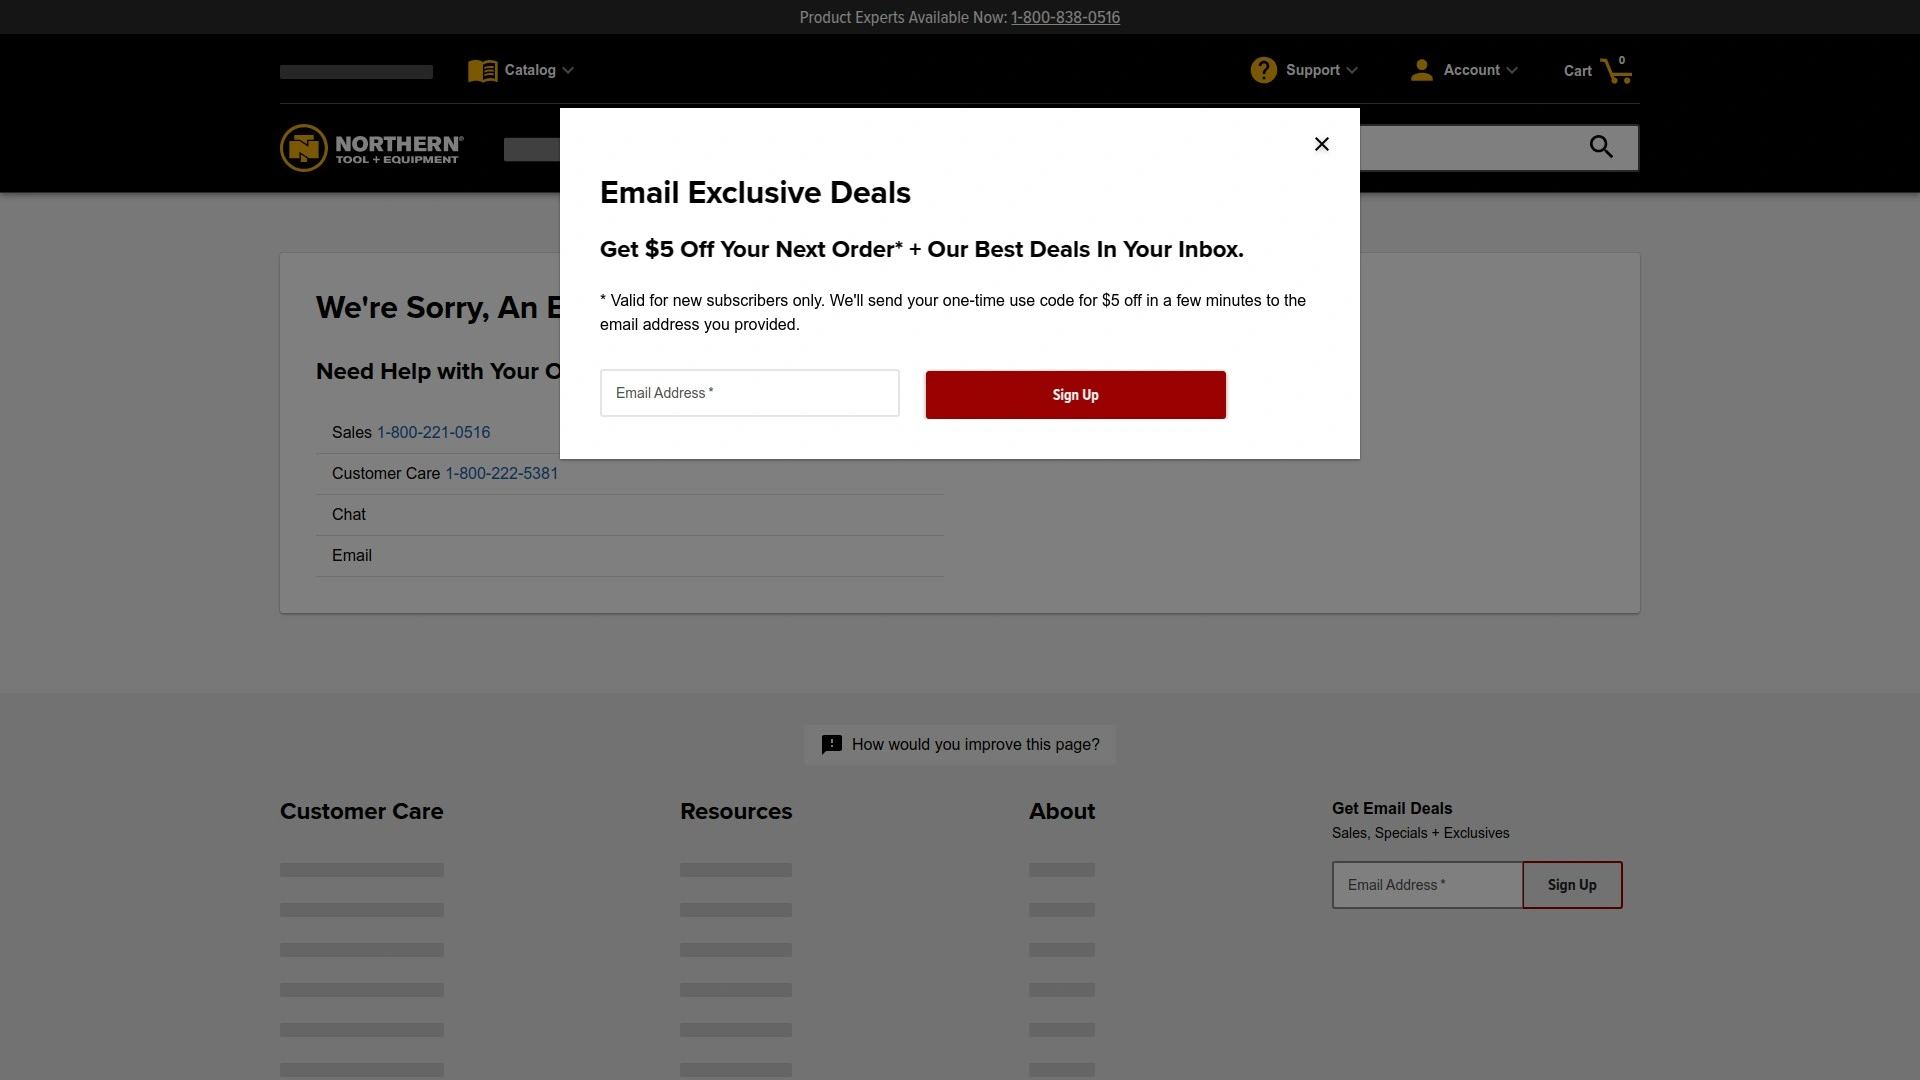 Product Experts Available Now: 1-800-838-0516
Catalog
Support
Account
Cart
0
NORTHERN®
TOOL + EQUIPMENT
Email Exclusive Deals
Get $5 Off Your Next Order* + Our Best Deals In Your Inbox.
* Valid for new subscribers only. We'll send your one-time use code for $5 off in a few minutes to the
email address you provided.
Email Address *
Sign Up
We're Sorry, An
Need Help with Your
Sales 1-800-221-0516
Customer Care 1-800-222-5381
Chat
Email
How would you improve this page?
Customer Care
Resources
About
Get Email Deals
Sales, Specials + Exclusives
Email Address *
Sign Up